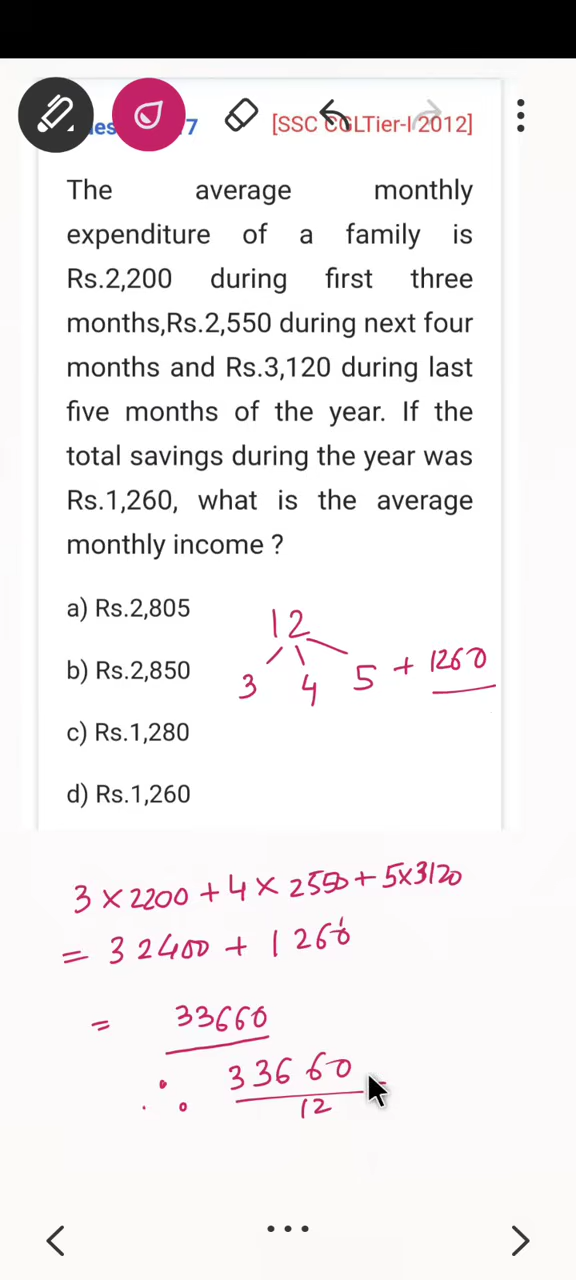 es 7 [SSC CGLTier-I 2012]
The average monthly
expenditure of a family is
Rs.2,200 during first three
months,Rs.2,550 during next four
months and Rs.3,120 during last
five months of the year. If the
total savings during the year was
Rs.1,260, what is the average
monthly income ?
a) Rs.2,805
b) Rs.2,850
c) Rs.1,280
d) Rs.1,260
12
3 4 5 + 1260
3 × 2200 + 4 × 2550 + 5×3120
= 32400 + 1260
= 33660
∴ 33660
12